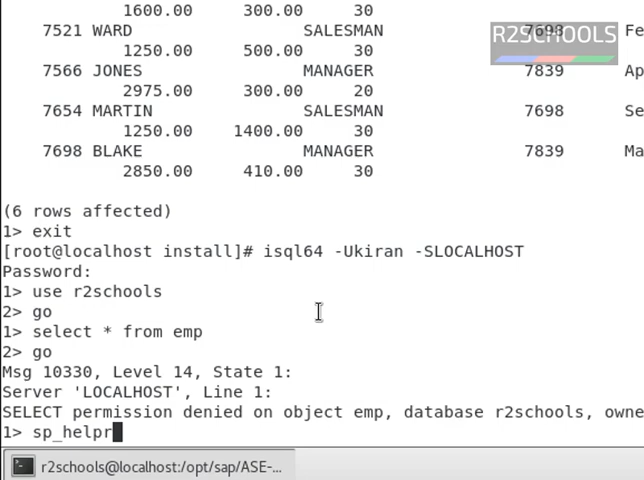 1600.00 300.00 30
R2SCHOOLS
7521 WARD SALESMAN 7698 Fe
1250.00 500.00 30
7566 JONES MANAGER 7839 Ap
2975.00 300.00 20
7654 MARTIN SALESMAN 7698 Se
1250.00 1400.00 30
7698 BLAKE MANAGER 7839 Ma
2850.00 410.00 30
(6 rows affected)
1> exit
[root@localhost install]# isql64 -Ukiran -SLOCALHOST
Password:
1> use r2schools
2> go
1> select * from emp
2> go
Msg 10330, Level 14, State 1:
Server 'LOCALHOST', Line 1:
SELECT permission denied on object emp, database r2schools, owne
1> sp_helpr
r2schools@localhost:/opt/sap/ASE-...